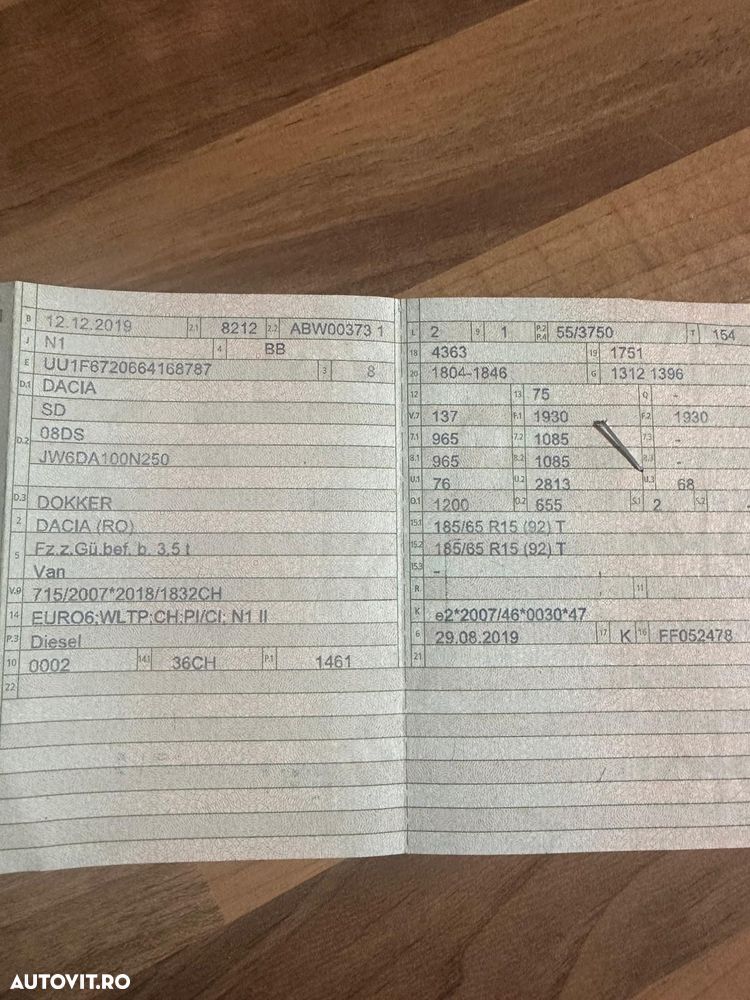 B 12.12.2019 2.1 8212 2.2 ABW00373 1
J N1 4 BB
E UU1F6720664168787 3 8
D.1 DACIA
SD
D.2 08DS
JW6DA100N250
D.3 DOKKER
2 DACIA (RO)
5 Fz.z.Gü.bef. b. 3,5 t
Van
V.9 715/2007*2018/1832CH
14 EURO6;WLTP;CH;PI/CI; N1 II
P.3 Diesel
10 0002 14.1 36CH P.1 1461
22
L 2 9 1 P.2 P.4 55/3750 T 154
18 4363 19 1751
20 1804-1846 G 1312 1396
12 13 75 Q -
V.7 137 F.1 1930 F.2 1930
7.1 965 7.2 1085 7.3 -
8.1 965 8.2 1085 8.3 -
U.1 76 U.2 2813 U.3 68
O.1 1200 O.2 655 S.1 2 S.2 -
15.1 185/65 R15 (92) T
15.2 185/65 R15 (92) T
15.3 -
R 11
K e2*2007/46*0030*47
6 29.08.2019 17 K 16 FF052478
21
AUTOVIT.RO